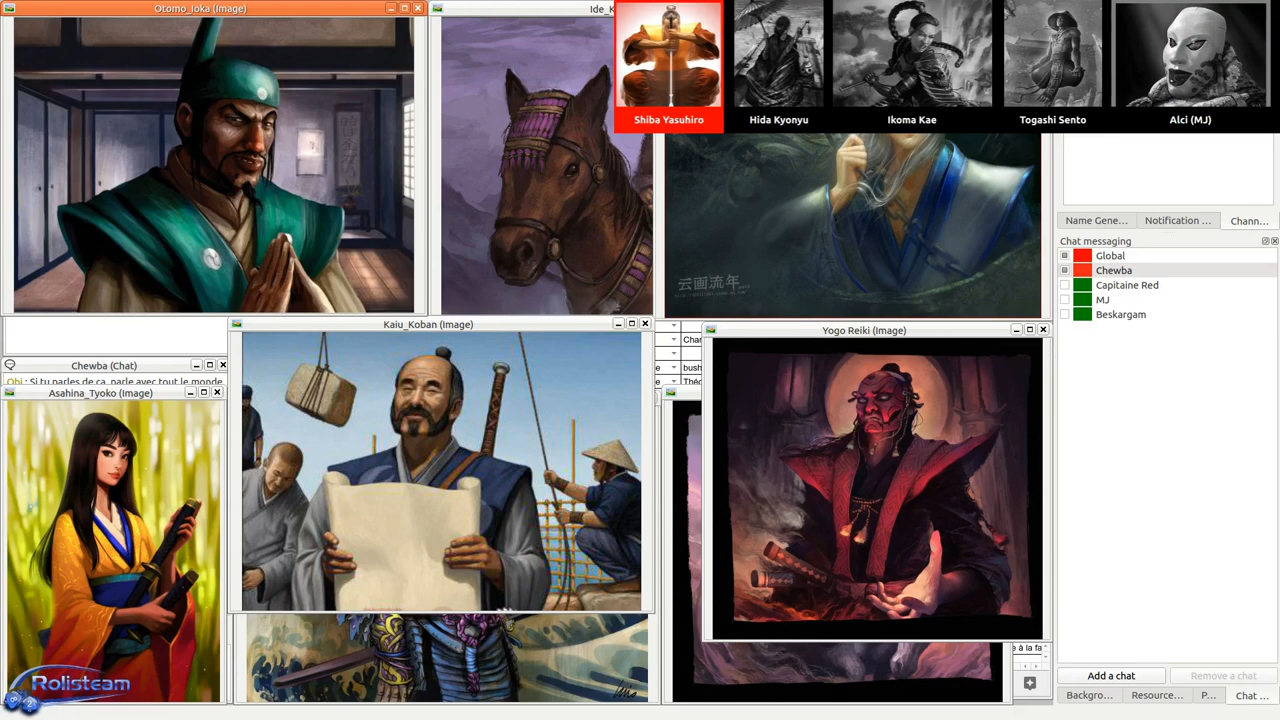 Otomo_Ioka (Image)
Ide_K
Shiba Yasuhiro
Hida Kyonyu
Ikoma Kae
Togashi Sento
Alci (MJ)
云画流年
Name Gene...
Notification ...
Chann...
Chat messaging
Global
Chewba
Capitaine Red
MJ
Beskargam
Kaiu_Koban (Image)
Yogo Reiki (Image)
Char
bush
Théo
Chewba (Chat)
Obi : Si tu parles de ça, parle avec tout le monde
Asahina_Tyoko (Image)
e à la fa
Rolisteam
Add a chat
Remove a chat
Backgro...
Resource...
P...
Chat ...